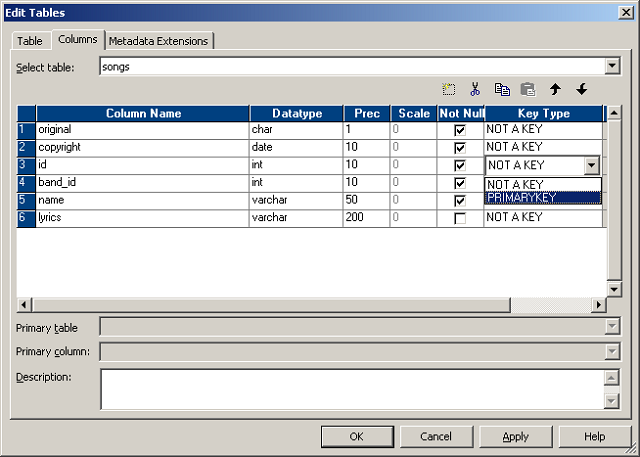 Edit Tables
Table Columns Metadata Extensions
Select table: songs
Column Name Datatype Prec Scale Not Null Key Type
1 original char 1 0 NOT A KEY
2 copyright date 10 0 NOT A KEY
3 id int 10 0 NOT A KEY
4 band_id int 10 0 NOT A KEY
5 name varchar 50 0 PRIMARYKEY
6 lyrics varchar 200 0 NOT A KEY
Primary table
Primary column:
Description:
OK Cancel Apply Help